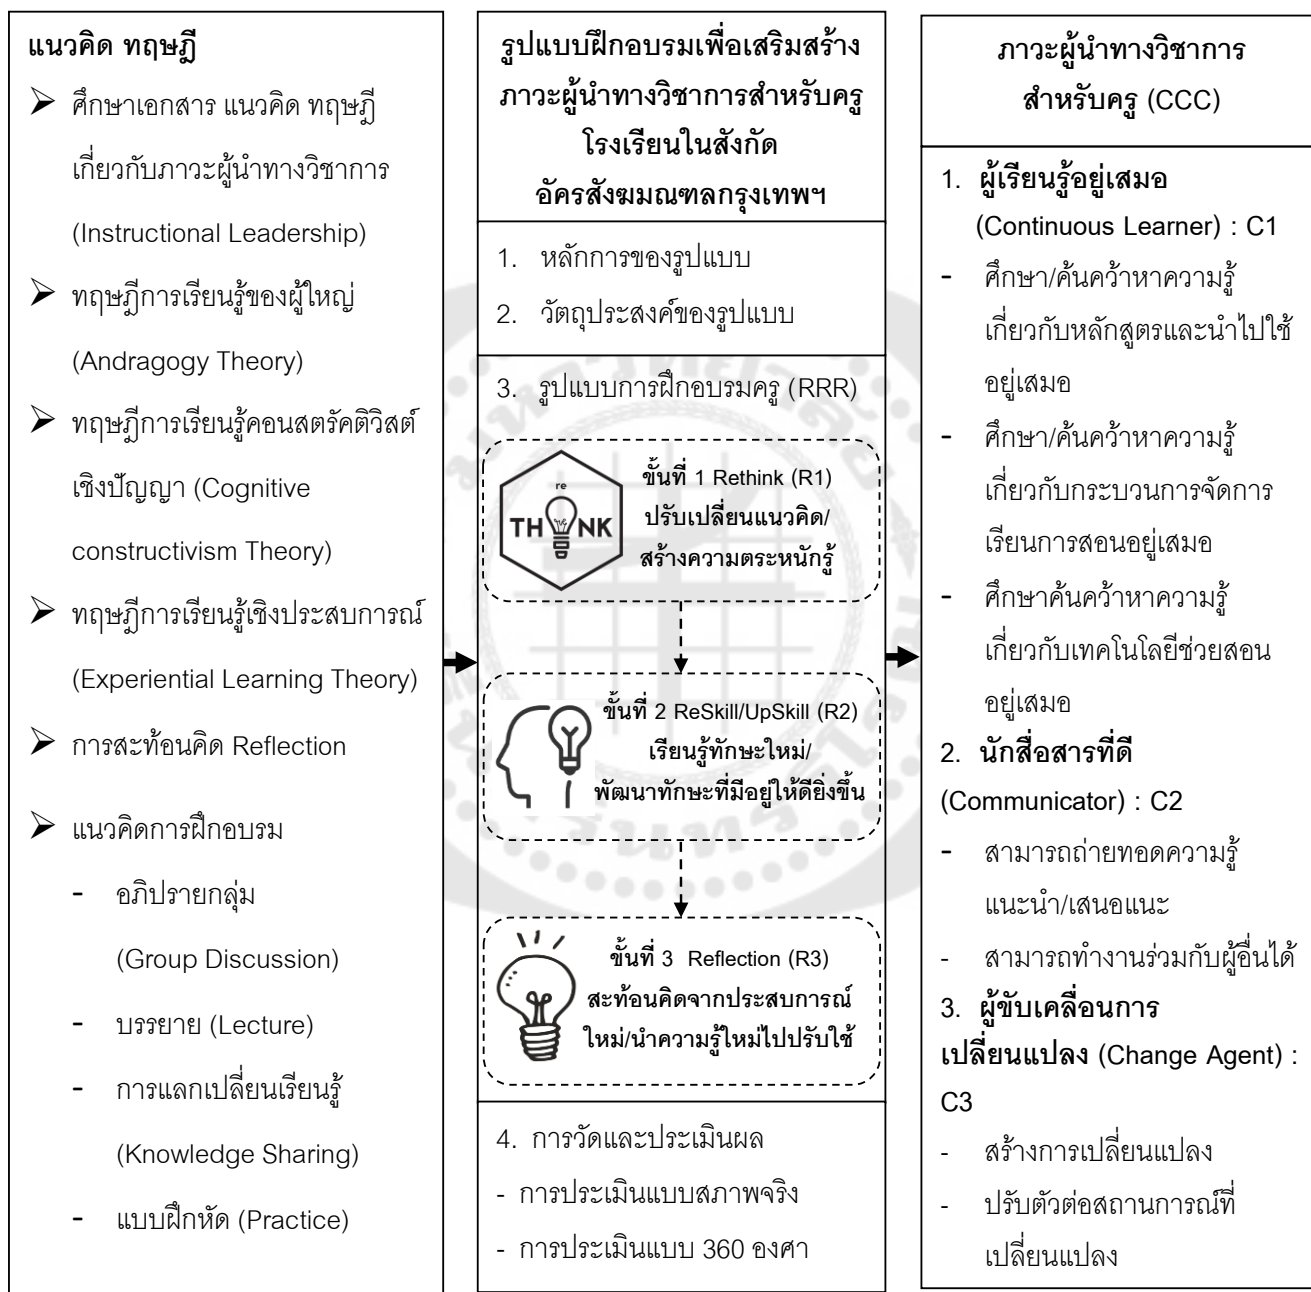 แนวคิด ทฤษฎี
➢ ศึกษาเอกสาร แนวคิด ทฤษฎี
เกี่ยวกับภาวะผู้นำทางวิชาการ
(Instructional Leadership)
➢ ทฤษฎีการเรียนรู้ของผู้ใหญ่
(Andragogy Theory)
➢ ทฤษฎีการเรียนรู้คอนสตรัคติวิสต์
เชิงปัญญา (Cognitive
constructivism Theory)
➢ ทฤษฎีการเรียนรู้เชิงประสบการณ์
(Experiential Learning Theory)
➢ การสะท้อนคิด Reflection
➢ แนวคิดการฝึกอบรม
- อภิปรายกลุ่ม
(Group Discussion)
- บรรยาย (Lecture)
- การแลกเปลี่ยนเรียนรู้
(Knowledge Sharing)
- แบบฝึกหัด (Practice)
รูปแบบฝึกอบรมเพื่อเสริมสร้าง
ภาวะผู้นำทางวิชาการสำหรับครู
โรงเรียนในสังกัด
อัครสังฆมณฑลกรุงเทพฯ
1. หลักการของรูปแบบ
2. วัตถุประสงค์ของรูปแบบ
3. รูปแบบการฝึกอบรมครู (RRR)
re
TH NK
ขั้นที่ 1 Rethink (R1)
ปรับเปลี่ยนแนวคิด/
สร้างความตระหนักรู้
ขั้นที่ 2 ReSkill/UpSkill (R2)
เรียนรู้ทักษะใหม่/
พัฒนาทักษะที่มีอยู่ให้ดียิ่งขึ้น
ขั้นที่ 3 Reflection (R3)
สะท้อนคิดจากประสบการณ์
ใหม่/นำความรู้ใหม่ไปปรับใช้
4. การวัดและประเมินผล
- การประเมินแบบสภาพจริง
- การประเมินแบบ 360 องศา
ภาวะผู้นำทางวิชาการ
สำหรับครู (CCC)
1. ผู้เรียนรู้อยู่เสมอ
(Continuous Learner) : C1
- ศึกษา/ค้นคว้าหาความรู้
เกี่ยวกับหลักสูตรและนำไปใช้
อยู่เสมอ
- ศึกษา/ค้นคว้าหาความรู้
เกี่ยวกับกระบวนการจัดการ
เรียนการสอนอยู่เสมอ
- ศึกษาค้นคว้าหาความรู้
เกี่ยวกับเทคโนโลยีช่วยสอน
อยู่เสมอ
2. นักสื่อสารที่ดี
(Communicator) : C2
- สามารถถ่ายทอดความรู้
แนะนำ/เสนอแนะ
- สามารถทำงานร่วมกับผู้อื่นได้
3. ผู้ขับเคลื่อนการ
เปลี่ยนแปลง (Change Agent) :
C3
- สร้างการเปลี่ยนแปลง
- ปรับตัวต่อสถานการณ์ที่
เปลี่ยนแปลง